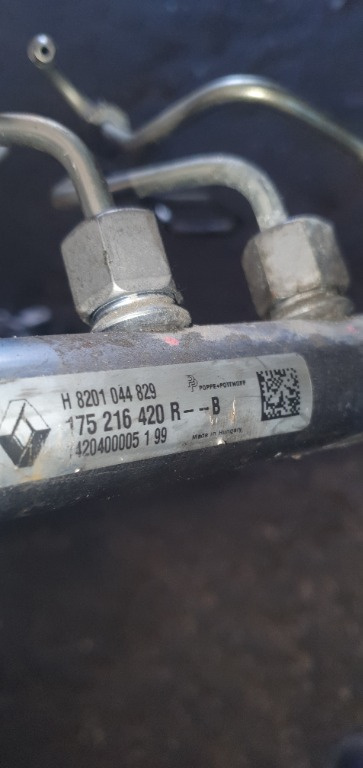 H 8201 044 829
POPPE+POTTHOFF
175 216 420 R--B
420400005 1 99
Made in Hungary